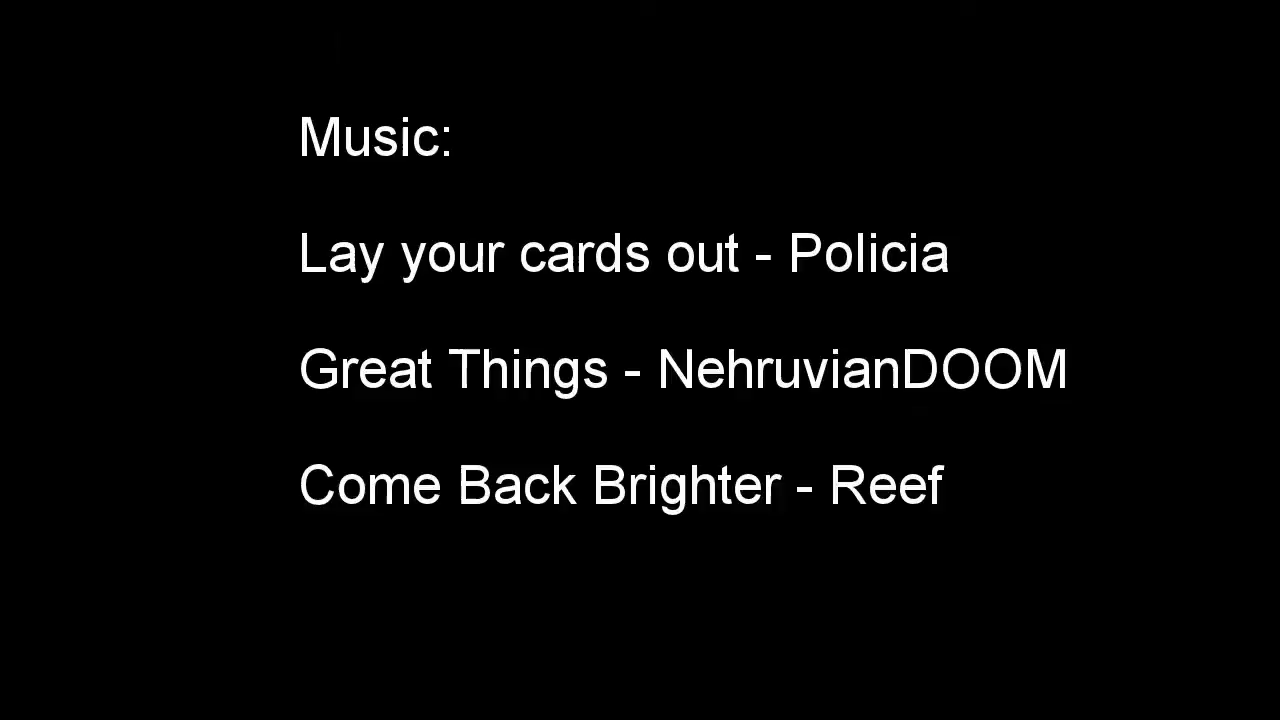 Music:
Lay your cards out - Policia
Great Things - NehruvianDOOM
Come Back Brighter - Reef